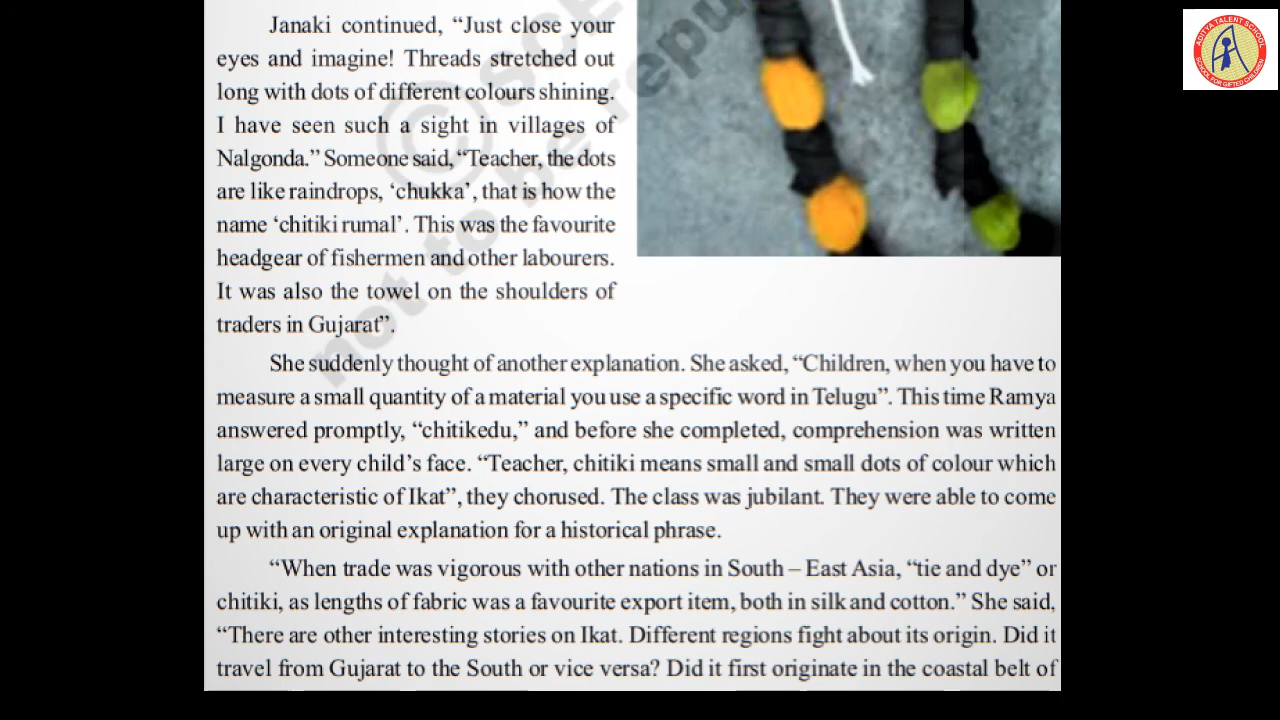 Janaki continued, “Just close your
eyes and imagine! Threads stretched out
long with dots of different colours shining.
I have seen such a sight in villages of
Nalgonda.” Someone said, “Teacher, the dots
are like raindrops, ‘chukka’, that is how the
name ‘chitiki rumal’. This was the favourite
headgear of fishermen and other labourers.
It was also the towel on the shoulders of
traders in Gujarat”.
She suddenly thought of another explanation. She asked, “Children, when you have to
measure a small quantity of a material you use a specific word in Telugu”. This time Ramya
answered promptly, “chitikedu,” and before she completed, comprehension was written
large on every child’s face. “Teacher, chitiki means small and small dots of colour which
are characteristic of Ikat”, they chorused. The class was jubilant. They were able to come
up with an original explanation for a historical phrase.
“When trade was vigorous with other nations in South – East Asia, “tie and dye” or
chitiki, as lengths of fabric was a favourite export item, both in silk and cotton.” She said,
“There are other interesting stories on Ikat. Different regions fight about its origin. Did it
travel from Gujarat to the South or vice versa? Did it first originate in the coastal belt of
ADITYA TALENT SCHOOL
SCHOOL FOR GIFTED CHILDREN
not to be